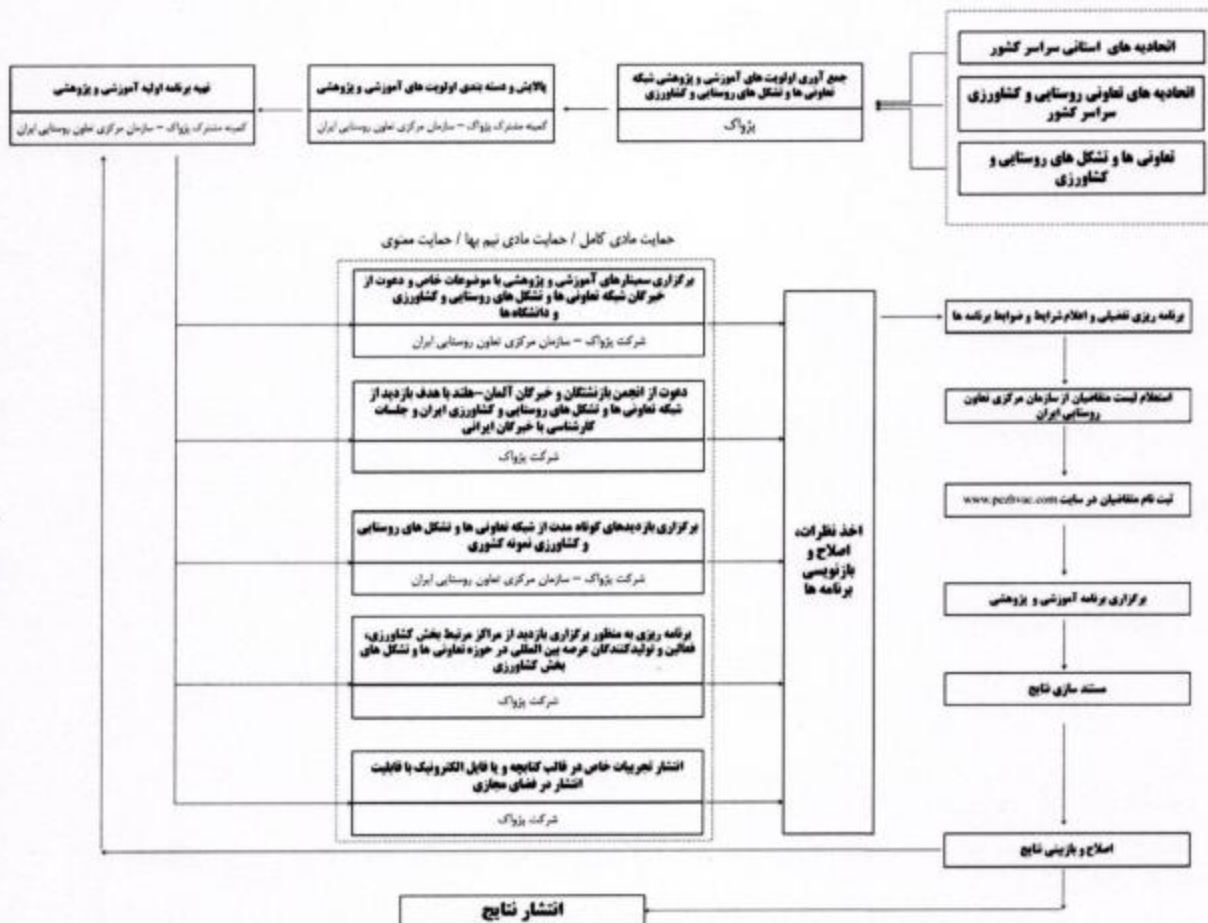 اتحادیه های استانی سراسر کشور
اتحادیه های تعاونی روستایی و کشاورزی
سراسر کشور
تعاونی ها و تشکل های روستایی و
کشاورزی
جمع آوری اولویت های آموزشی و پژوهشی شبکه
تعاونی ها و تشکل های روستایی و کشاورزی
پژواک
پالایش و دسته بندی اولویت های آموزشی و پژوهشی
کمیته مشترک پژواک – سازمان مرکزی تعاون روستایی ایران
تهیه برنامه اولیه آموزشی و پژوهشی
کمیته مشترک پژواک – سازمان مرکزی تعاون روستایی ایران
حمایت مادی کامل / حمایت مادی نیم بها / حمایت معنوی
برگزاری سمینارهای آموزشی و پژوهشی با موضوعات خاص و دعوت از
خبرگان شبکه تعاونی ها و تشکل های روستایی و کشاورزی
و دانشگاه ها
شرکت پژواک – سازمان مرکزی تعاون روستایی ایران
دعوت از انجمن بازنشتگان و خبرگان آلمان–هلند با هدف بازدید از
شبکه تعاونی ها و تشکل های روستایی و کشاورزی ایران و جلسات
کارشناسی با خبرگان ایرانی
شرکت پژواک
برگزاری بازدیدهای کوتاه مدت از شبکه تعاونی ها و تشکل های روستایی
و کشاورزی نمونه کشوری
شرکت پژواک – سازمان مرکزی تعاون روستایی ایران
برنامه ریزی به منظور برگزاری بازدید از مراکز مرتبط بخش کشاورزی،
فعالین و تولیدکنندگان عرصه بین المللی در حوزه تعاونی ها و تشکل های
بخش کشاورزی
شرکت پژواک
انتشار تجربیات خاص در قالب کتابچه و یا فایل الکترونیک با قابلیت
انتشار در فضای مجازی
شرکت پژواک
اخذ نظرات،
اصلاح و
بازنویسی
برنامه ها
برنامه ریزی تفصیلی و اعلام شرایط و ضوابط برنامه ها
استعلام لیست متقاضیان از سازمان مرکزی تعاون
روستایی ایران
ثبت نام متقاضیان در سایت www.pezhvac.com
برگزاری برنامه آموزشی و پژوهشی
مستند سازی نتایج
اصلاح و بازبینی نتایج
انتشار نتایج